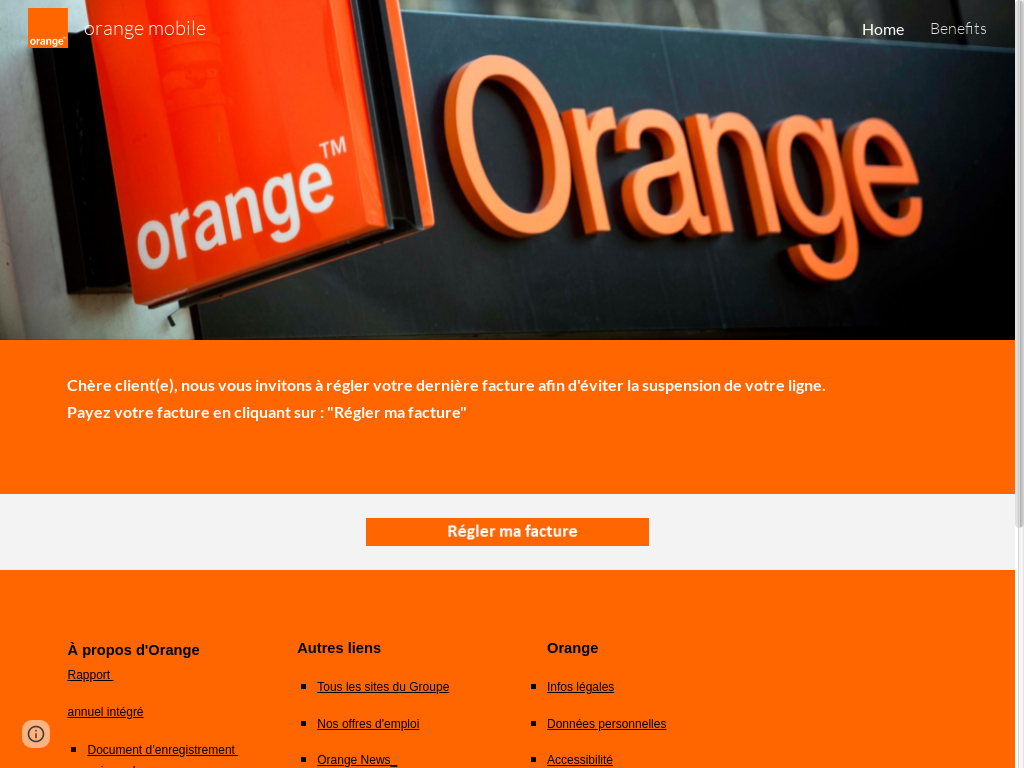 orange
orange mobile
Home
Benefits
orange™
Orange
Chère client(e), nous vous invitons à régler votre dernière facture afin d'éviter la suspension de votre ligne.
Payez votre facture en cliquant sur : "Régler ma facture"
Régler ma facture
À propos d'Orange
Rapport
annuel intégré
Document d’enregistrement
Autres liens
Tous les sites du Groupe
Nos offres d'emploi
Orange News_
Orange
Infos légales
Données personnelles
Accessibilité